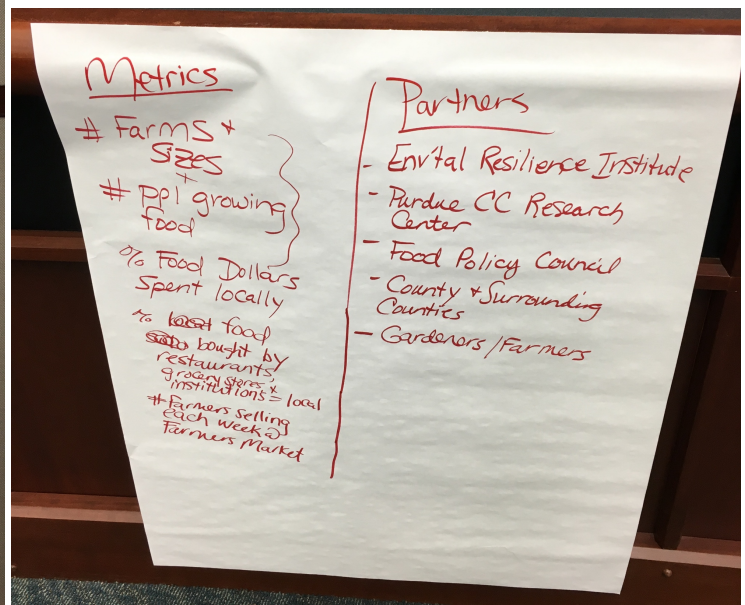 Metrics
# Farms +
Sizes
+
# ppl growing
food
% Food Dollars
Spent locally
% food
bought by
restaurants,
grocery stores, +
institutions = local
# Farmers selling
each week @
Farmers Market
Partners
- Env'tal Resilience Institute
- Purdue CC Research
Center
- Food Policy Council
- County + Surrounding
Counties
- Gardeners/Farmers